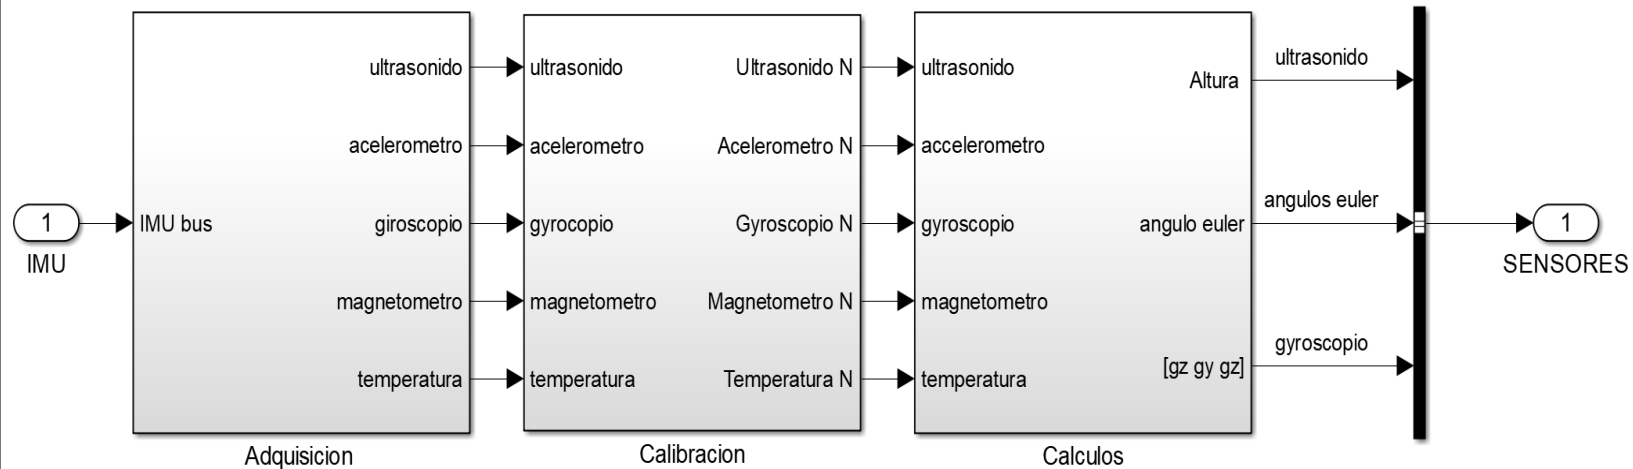 1
IMU
IMU bus
ultrasonido
acelerometro
giroscopio
magnetometro
temperatura
Adquisicion
ultrasonido
acelerometro
gyrocopio
magnetometro
temperatura
Ultrasonido N
Acelerometro N
Gyroscopio N
Magnetometro N
Temperatura N
Calibracion
ultrasonido
accelerometro
gyroscopio
magnetometro
temperatura
Altura
angulo euler
[gz gy gz]
Calculos
ultrasonido
angulos euler
gyroscopio
1
SENSORES